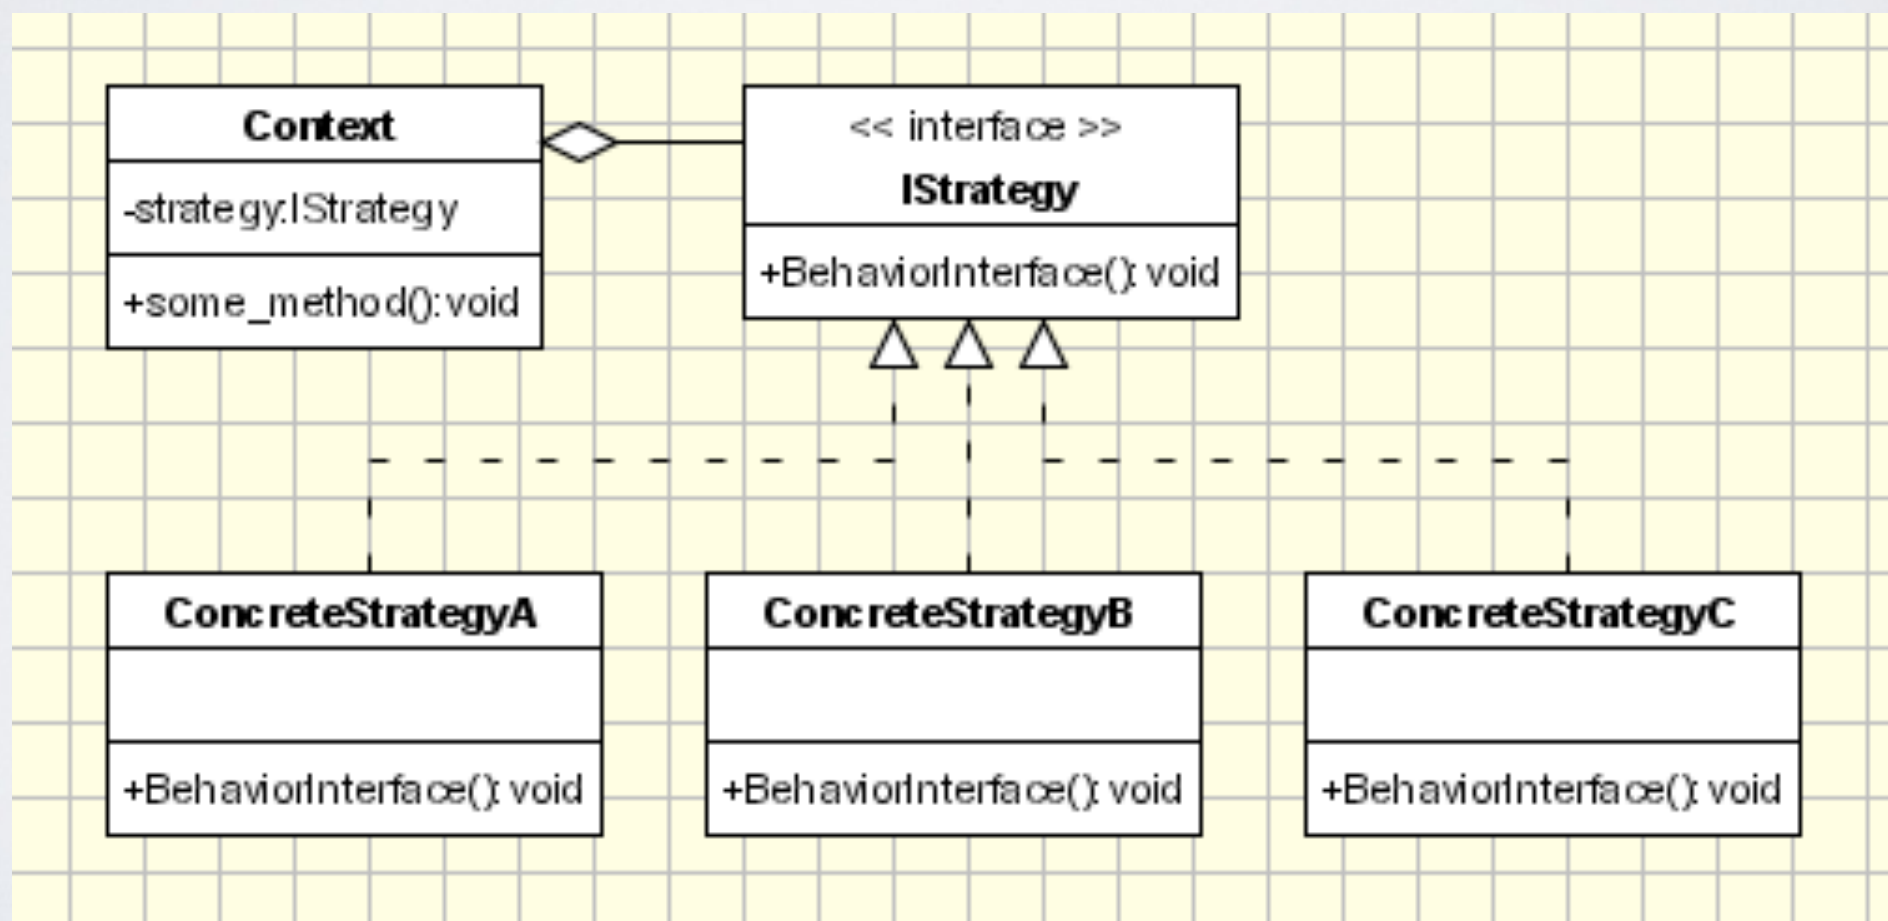 Context
-strategy:IStrategy
+some_method():void
<< interface >>
IStrategy
+BehaviorInterface(): void
ConcreteStrategyA
+BehaviorInterface(): void
ConcreteStrategyB
+BehaviorInterface(): void
ConcreteStrategyC
+BehaviorInterface(): void